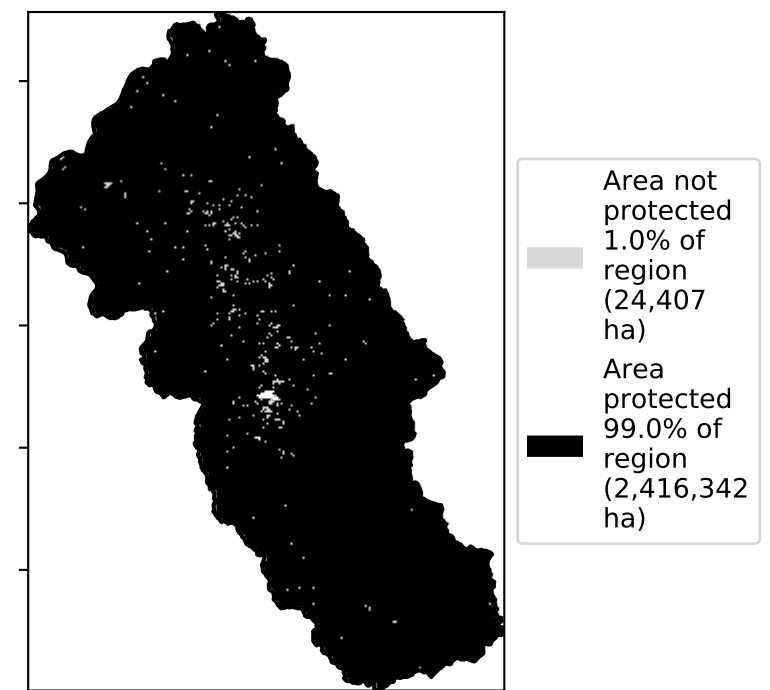 Area not
protected
1.0% of
region
(24,407
ha)
Area
protected
99.0% of
region
(2,416,342
ha)